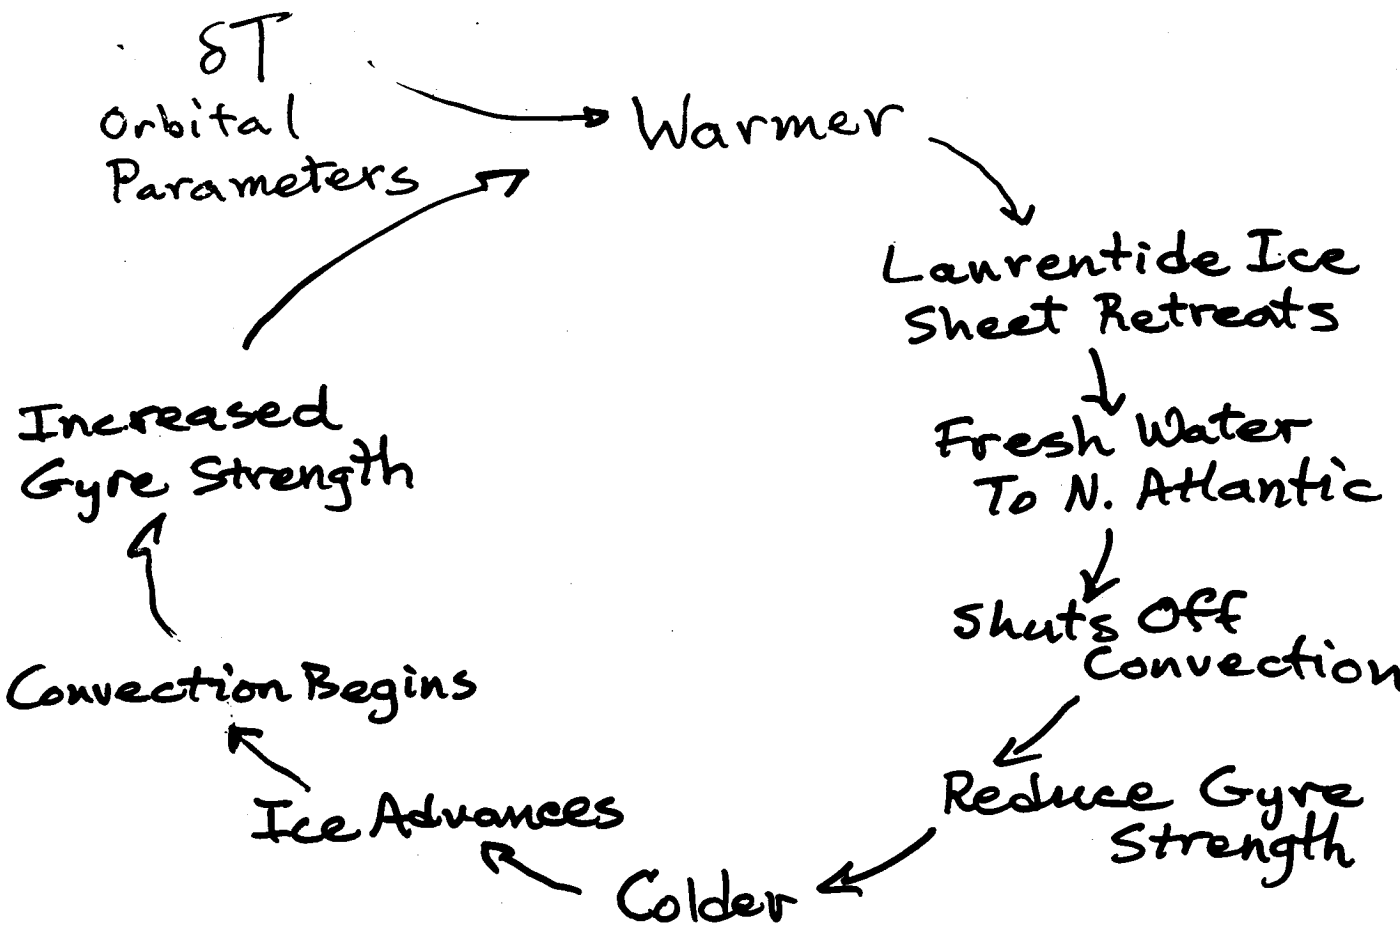 δT
Orbital
Parameters
Warmer
Laurentide Ice
Sheet Retreats
Fresh Water
To N. Atlantic
Shuts Off
Convection
Reduce Gyre
Strength
Colder
Ice Advances
Convection Begins
Increased
Gyre Strength